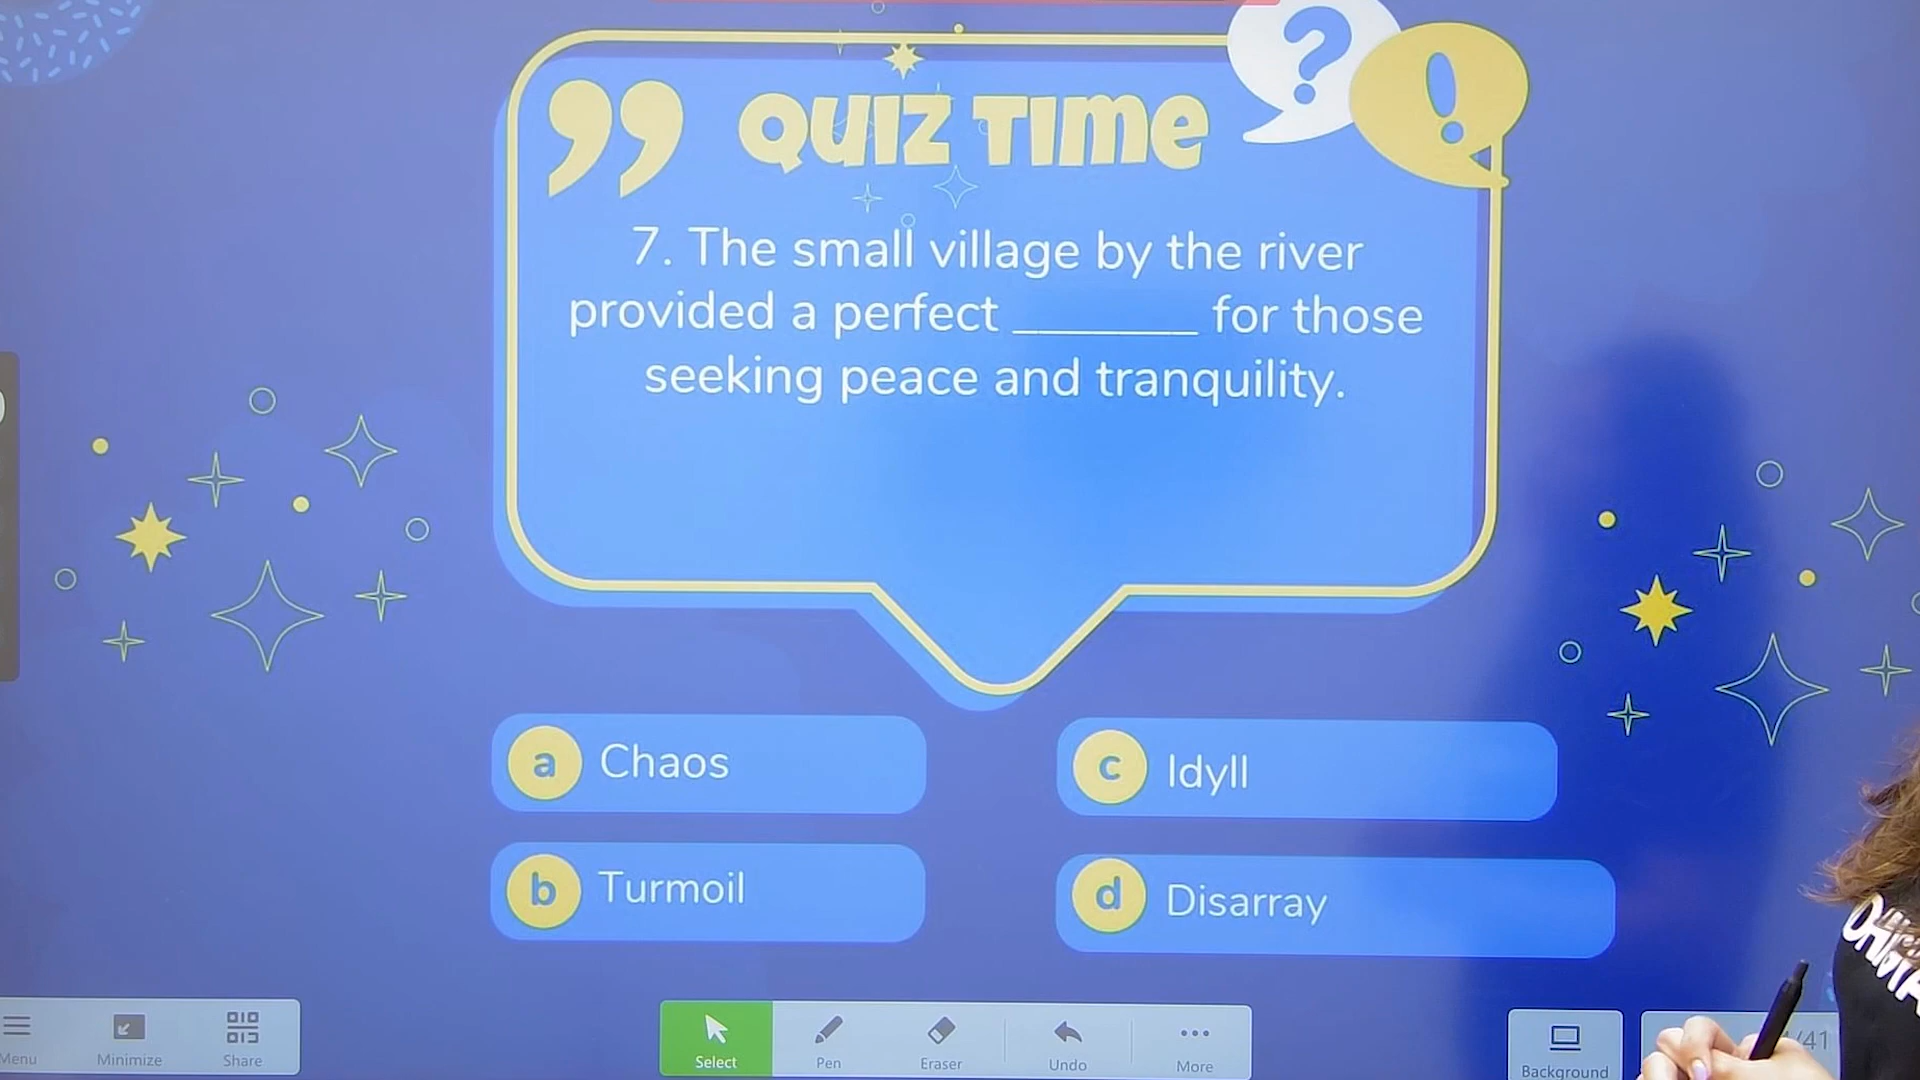 QUIZ TIME
7. The small village by the river
provided a perfect ________ for those
seeking peace and tranquility.
a Chaos
c Idyll
b Turmoil
d Disarray
Menu
Minimize
Share
Select
Pen
Eraser
Undo
More
Background
/41